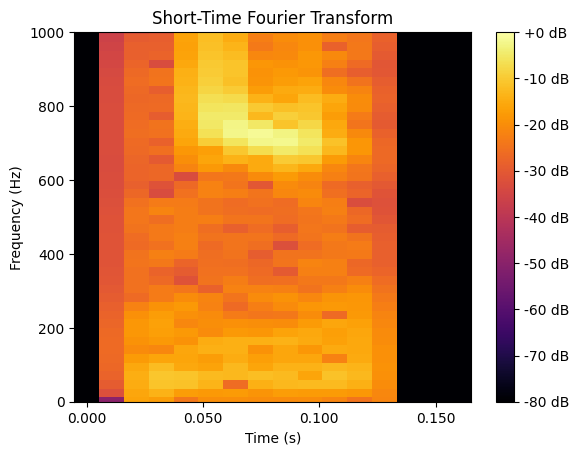 Short-Time Fourier Transform
1000
800
600
400
200
0
Frequency (Hz)
0.000
0.050
0.100
0.150
Time (s)
+0 dB
-10 dB
-20 dB
-30 dB
-40 dB
-50 dB
-60 dB
-70 dB
-80 dB